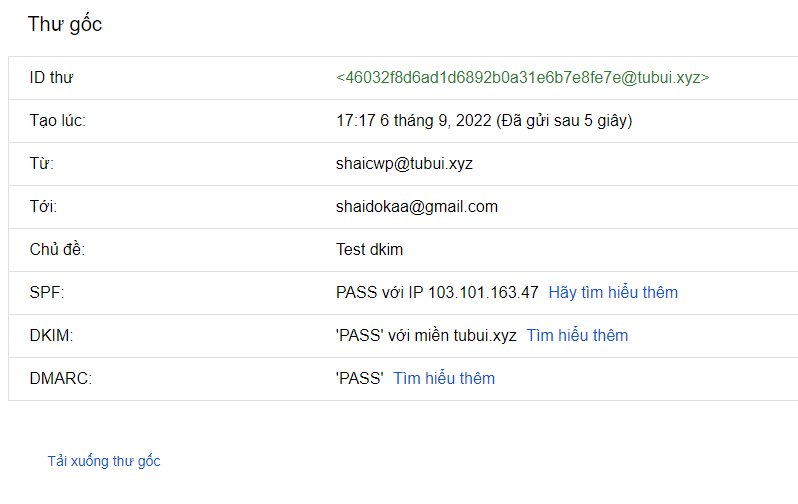 Thư gốc
ID thư <46032f8d6ad1d6892b0a31e6b7e8fe7e@tubui.xyz>
Tạo lúc: 17:17 6 tháng 9, 2022 (Đã gửi sau 5 giây)
Từ: shaicwp@tubui.xyz
Tới: shaidokaa@gmail.com
Chủ đề: Test dkim
SPF: PASS với IP 103.101.163.47 Hãy tìm hiểu thêm
DKIM: 'PASS' với miền tubui.xyz Tìm hiểu thêm
DMARC: 'PASS' Tìm hiểu thêm
Tải xuống thư gốc